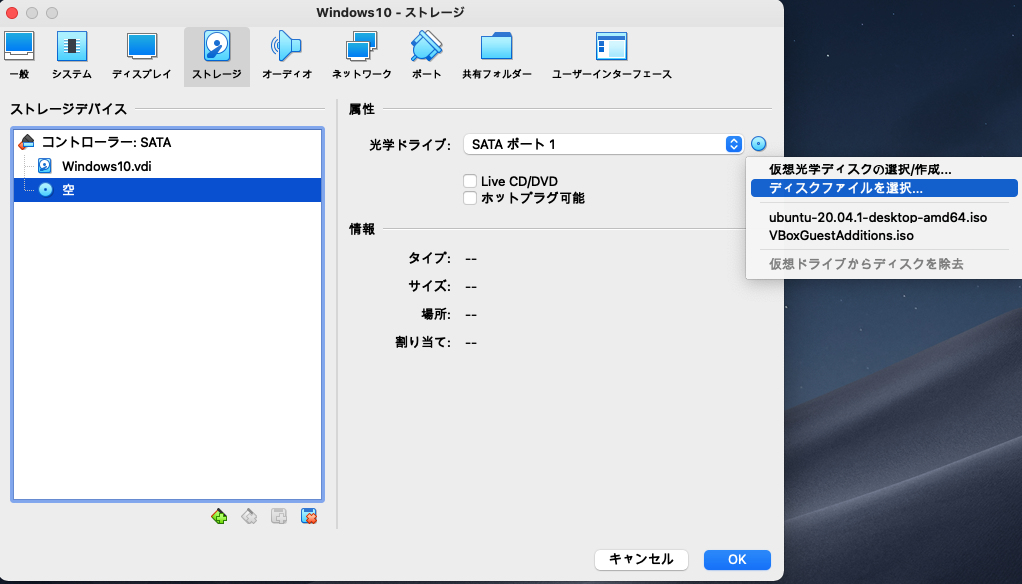 Windows10 - ストレージ
一般 システム ディスプレイ ストレージ オーディオ ネットワーク ポート 共有フォルダー ユーザーインターフェース
ストレージデバイス
コントローラー: SATA
Windows10.vdi
空
属性
光学ドライブ: SATA ポート 1
Live CD/DVD
ホットプラグ可能
情報
タイプ: --
サイズ: --
場所: --
割り当て: --
仮想光学ディスクの選択/作成...
ディスクファイルを選択...
ubuntu-20.04.1-desktop-amd64.iso
VBoxGuestAdditions.iso
仮想ドライブからディスクを除去
キャンセル OK